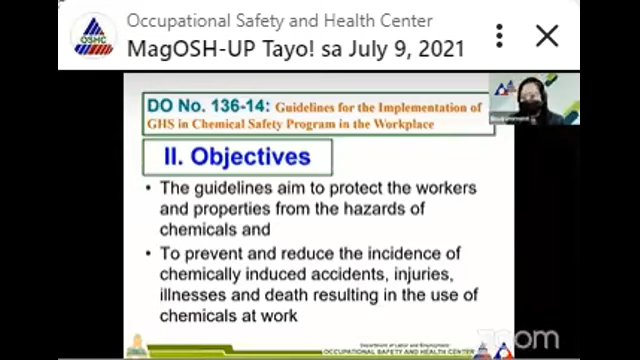 Occupational Safety and Health Center
MagOSH-UP Tayo! sa July 9, 2021
OSHC
DO No. 136-14: Guidelines for the Implementation of
GHS in Chemical Safety Program in the Workplace
II. Objectives
• The guidelines aim to protect the workers
and properties from the hazards of
chemicals and
• To prevent and reduce the incidence of
chemically induced accidents, injuries,
illnesses and death resulting in the use of
chemicals at work
Department of Labor and Employment
OCCUPATIONAL SAFETY AND HEALTH CENTER
zoom